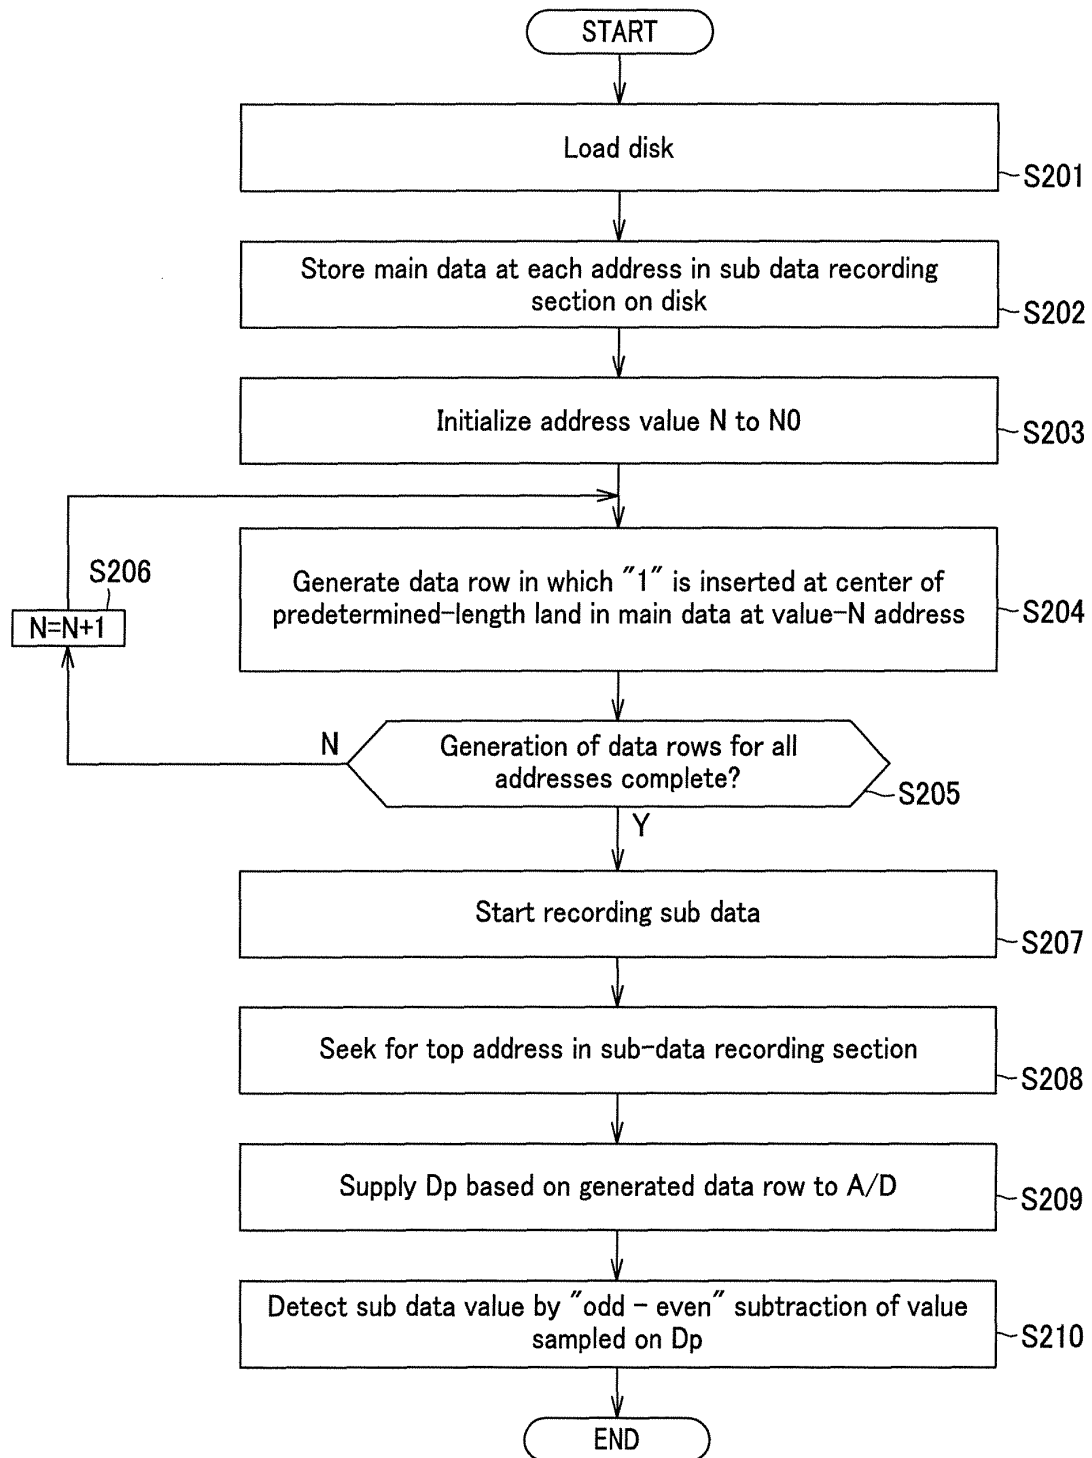 START
Load disk
S201
Store main data at each address in sub data recording
section on disk
S202
Initialize address value N to N0
S203
S206
N=N+1
Generate data row in which "1" is inserted at center of
predetermined-length land in main data at value-N address
S204
N
Generation of data rows for all
addresses complete?
S205
Y
Start recording sub data
S207
Seek for top address in sub-data recording section
S208
Supply Dp based on generated data row to A/D
S209
Detect sub data value by "odd - even" subtraction of value
sampled on Dp
S210
END